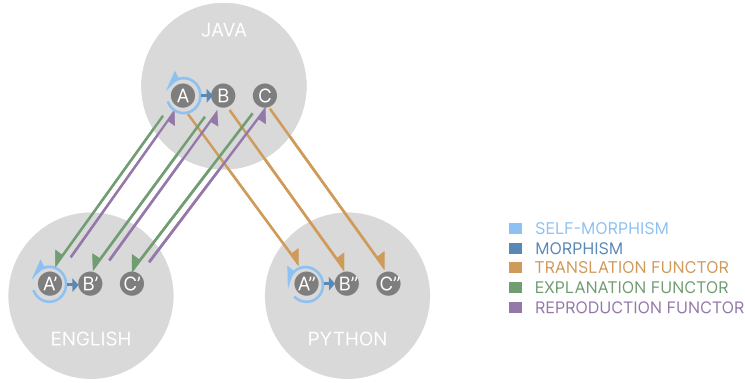 JAVA
A B C
A' B' C'
A" B" C"
ENGLISH
PYTHON
SELF-MORPHISM
MORPHISM
TRANSLATION FUNCTOR
EXPLANATION FUNCTOR
REPRODUCTION FUNCTOR